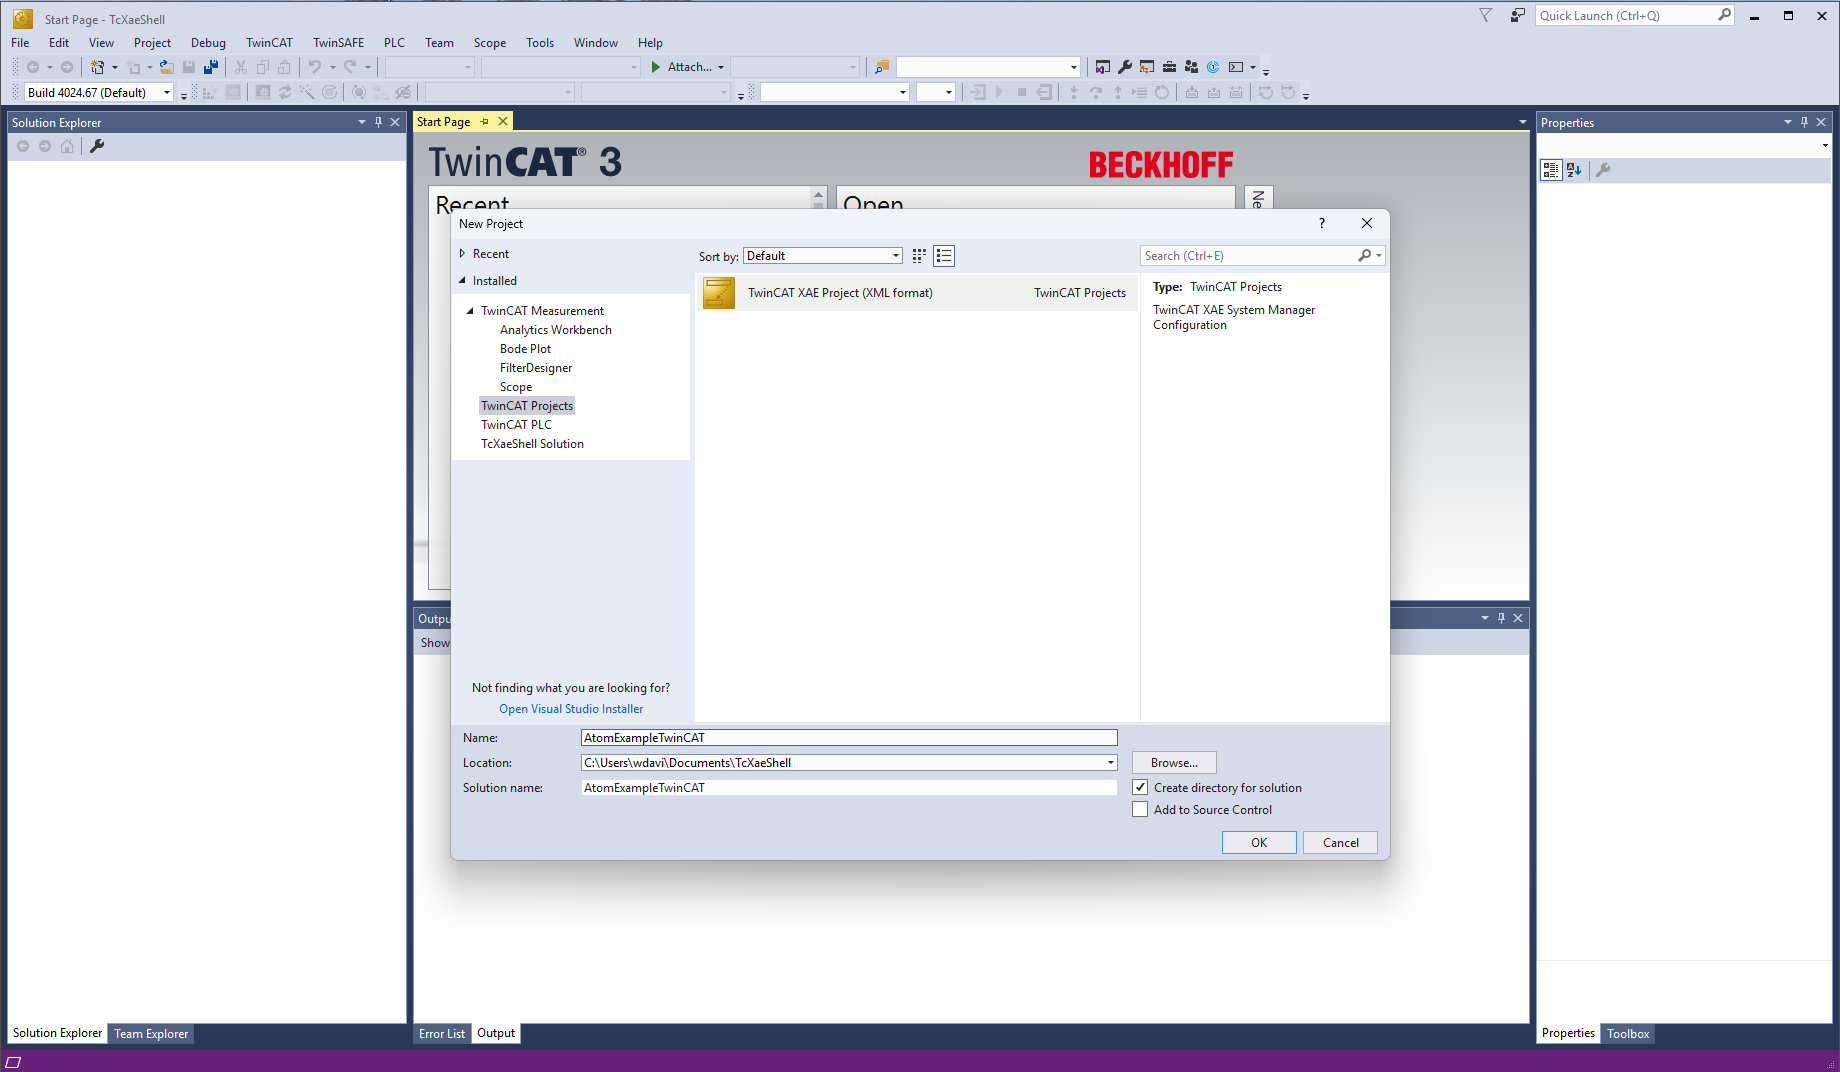 Start Page - TcXaeShell
Quick Launch (Ctrl+Q)
File Edit View Project Debug TwinCAT TwinSAFE PLC Team Scope Tools Window Help
Attach...
Build 4024.67 (Default)
Solution Explorer
Start Page
Properties
TwinCAT® 3
BECKHOFF
Recent
Open
Ne
New Project
?
Recent
Installed
Sort by: Default
Search (Ctrl+E)
TwinCAT Measurement
Analytics Workbench
Bode Plot
FilterDesigner
Scope
TwinCAT Projects
TwinCAT PLC
TcXaeShell Solution
TwinCAT XAE Project (XML format) TwinCAT Projects
Type: TwinCAT Projects
TwinCAT XAE System Manager
Configuration
Outpu
Show
Not finding what you are looking for?
Open Visual Studio Installer
Name: AtomExampleTwinCAT
Location: C:\Users\wdavi\Documents\TcXaeShell
Browse...
Solution name: AtomExampleTwinCAT
Create directory for solution
Add to Source Control
OK Cancel
Solution Explorer Team Explorer
Error List Output
Properties Toolbox